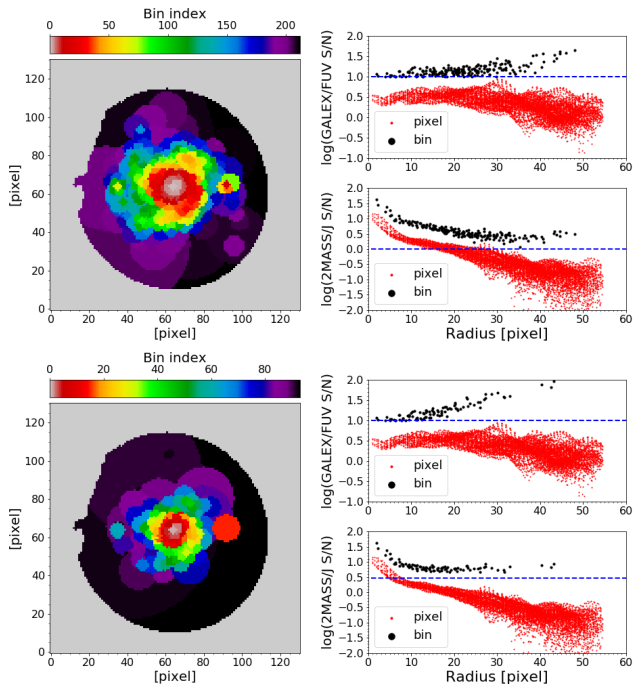 Bin index
0 50 100 150 200
120
100
80
60
40
20
0
[pixel]
0 20 40 60 80 100 120
[pixel]
log(GALEX/FUV S/N)
2.0
1.5
1.0
0.5
0.0
−0.5
−1.0
pixel
bin
log(2MASS/J S/N)
2.0
1.5
1.0
0.5
0.0
−0.5
−1.0
−1.5
−2.0
pixel
bin
0 10 20 30 40 50 60
Radius [pixel]
Bin index
0 20 40 60 80
120
100
80
60
40
20
0
[pixel]
0 20 40 60 80 100 120
[pixel]
log(GALEX/FUV S/N)
2.0
1.5
1.0
0.5
0.0
−0.5
−1.0
pixel
bin
log(2MASS/J S/N)
2.0
1.5
1.0
0.5
0.0
−0.5
−1.0
−1.5
−2.0
pixel
bin
0 10 20 30 40 50 60
Radius [pixel]